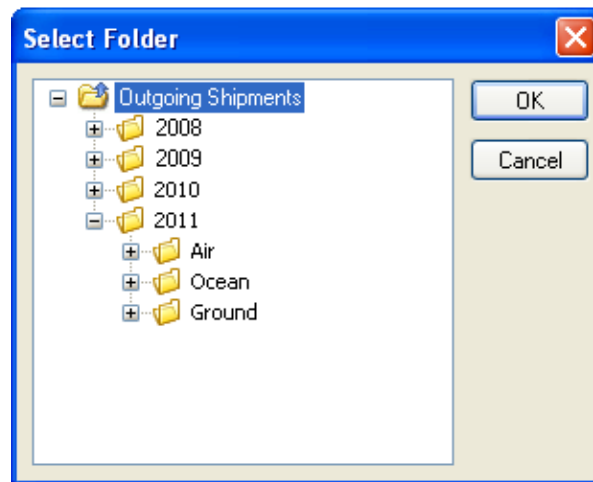 Select Folder
Outgoing Shipments
OK
2008
2009
Cancel
2010
2011
Air
Ocean
Ground